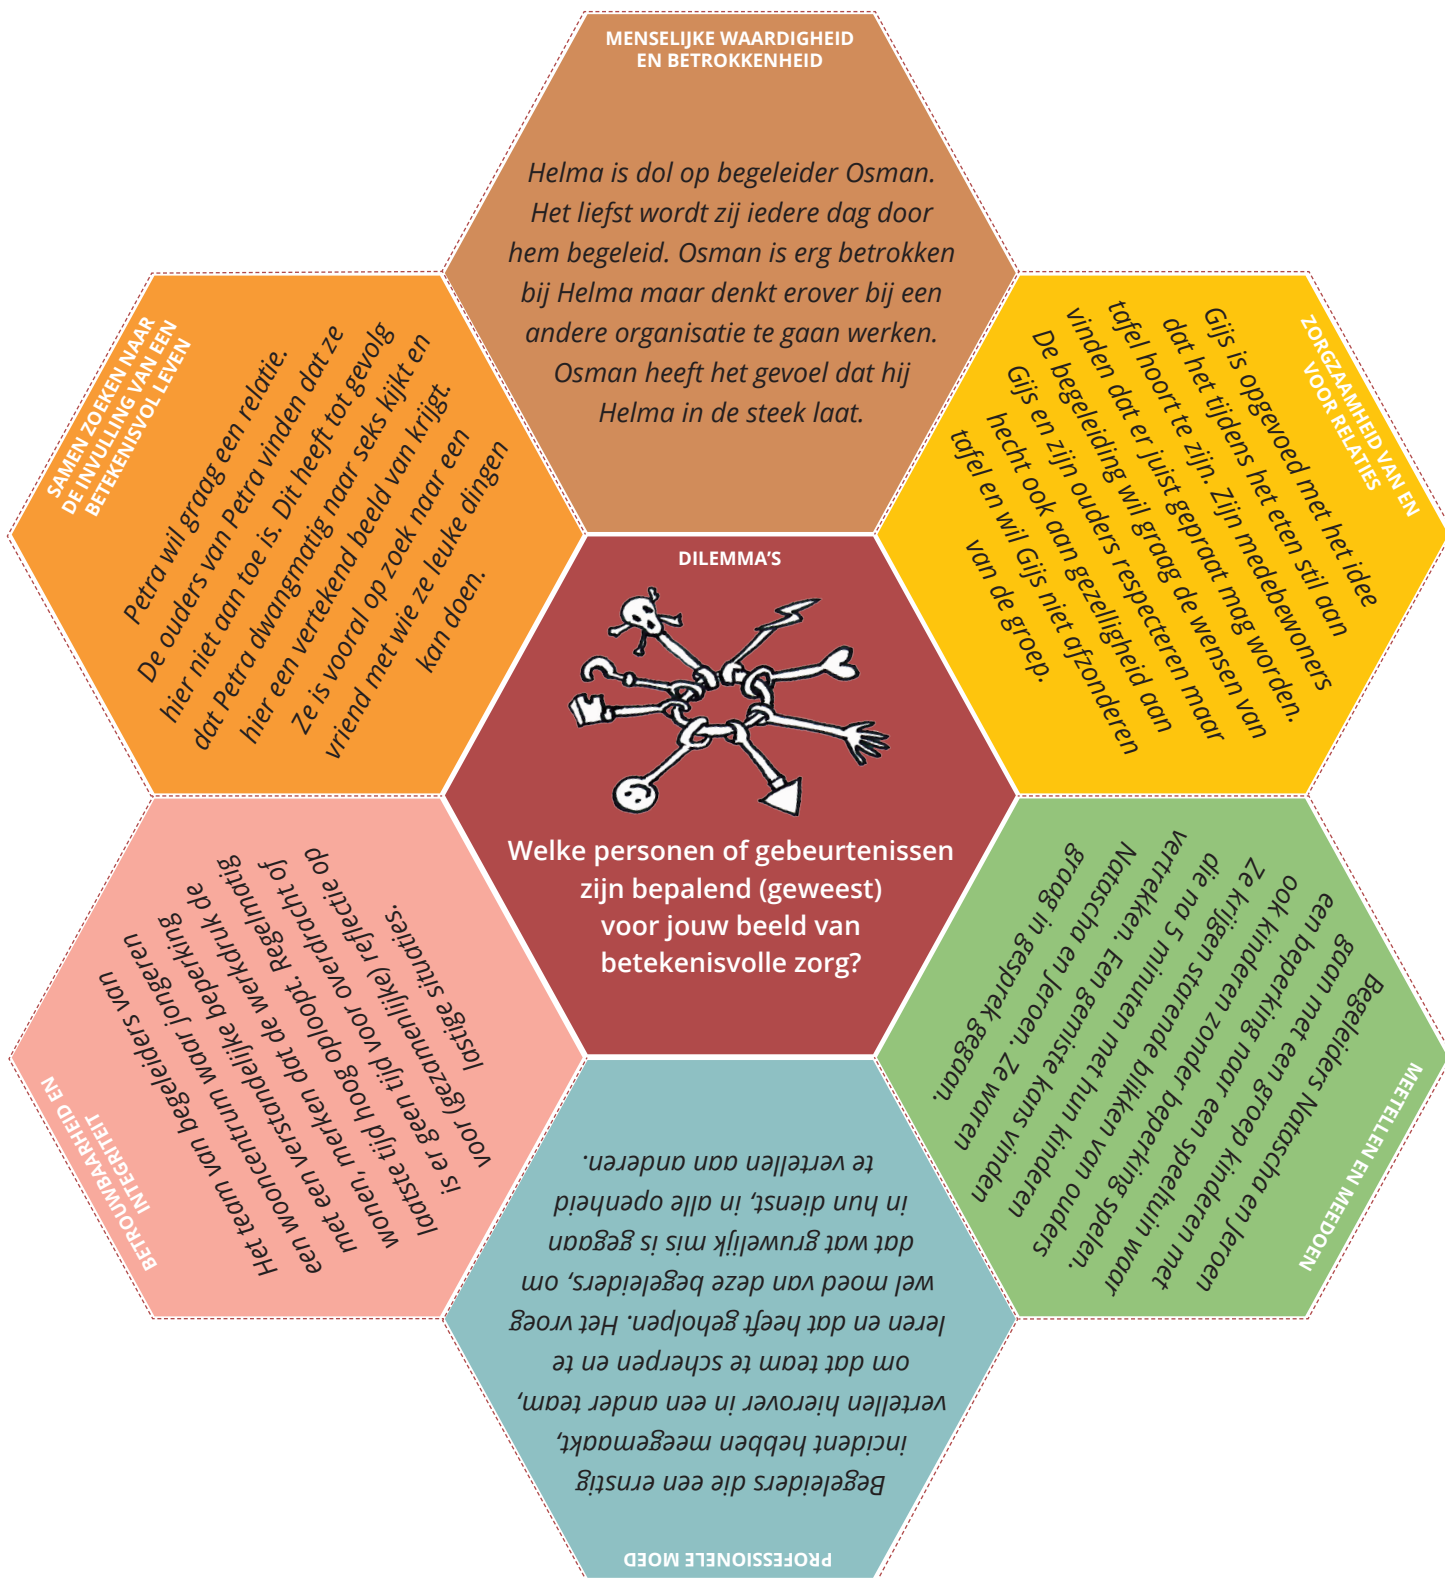 MENSELIJKE WAARDIGHEID
EN BETROKKENHEID
Helma is dol op begeleider Osman.
Het liefst wordt zij iedere dag door
hem begeleid. Osman is erg betrokken
bij Helma maar denkt erover bij een
andere organisatie te gaan werken.
Osman heeft het gevoel dat hij
Helma in de steek laat.
ZORGZAAMHEID VAN EN
VOOR RELATIES
Gijs is opgevoed met het idee
dat het tijdens het eten stil aan
tafel hoort te zijn. Zijn medebewoners
vinden dat er juist gepraat mag worden.
De begeleiding wil graag de wensen van
Gijs en zijn ouders respecteren maar
hecht ook aan gezelligheid aan
tafel en wil Gijs niet afzonderen
van de groep.
MEETELLEN EN MEEDOEN
Begeleiders Natascha en Jeroen
gaan met een groep kinderen met
een beperking naar een speeltuin waar
ook kinderen zonder beperking spelen.
Ze krijgen starende blikken van ouders
die na 5 minuten met hun kinderen
vertrekken. Een gemiste kans vinden
Natascha en Jeroen. Ze waren
graag in gesprek gegaan.
PROFESSIONELE MOED
Begeleiders die een ernstig
incident hebben meegemaakt,
vertellen hierover in een ander team,
om dat team te scherpen en te
leren en dat heeft geholpen. Het vroeg
wel moed van deze begeleiders, om
dat wat gruwelijk mis is gegaan
in hun dienst, in alle openheid
te vertellen aan anderen.
BETROUWBAARHEID EN
INTEGRITEIT
Het team van begeleiders van
een wooncentrum waar jongeren
met een verstandelijke beperking
wonen, merken dat de werkdruk de
laatste tijd hoog oploopt. Regelmatig
is er geen tijd voor overdracht of
voor (gezamenlijke) reflectie op
lastige situaties.
SAMEN ZOEKEN NAAR
DE INVULLING VAN EEN
BETEKENISVOL LEVEN
Petra wil graag een relatie.
De ouders van Petra vinden dat ze
hier niet aan toe is. Dit heeft tot gevolg
dat Petra dwangmatig naar seks kijkt en
hier een vertekend beeld van krijgt.
Ze is vooral op zoek naar een
vriend met wie ze leuke dingen
kan doen.
DILEMMA'S
Welke personen of gebeurtenissen
zijn bepalend (geweest)
voor jouw beeld van
betekenisvolle zorg?